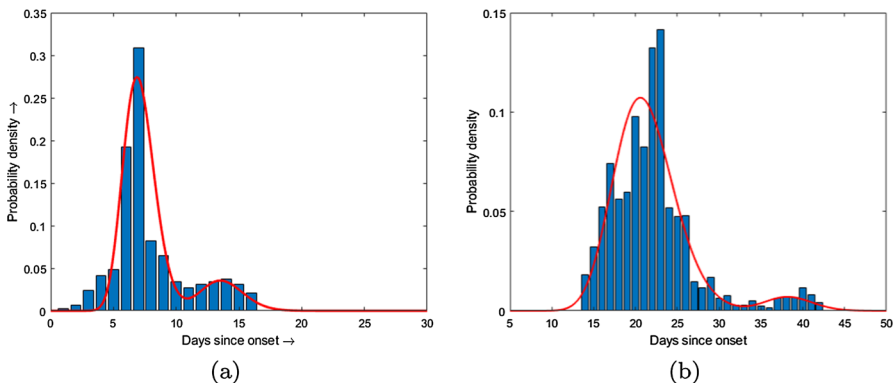 0.35
0.3
0.25
0.2
0.15
0.1
0.05
0
Probability density →
0 5 10 15 20 25 30
Days since onset →
(a)
0.15
0.1
0.05
0
Probability density
5 10 15 20 25 30 35 40 45 50
Days since onset
(b)